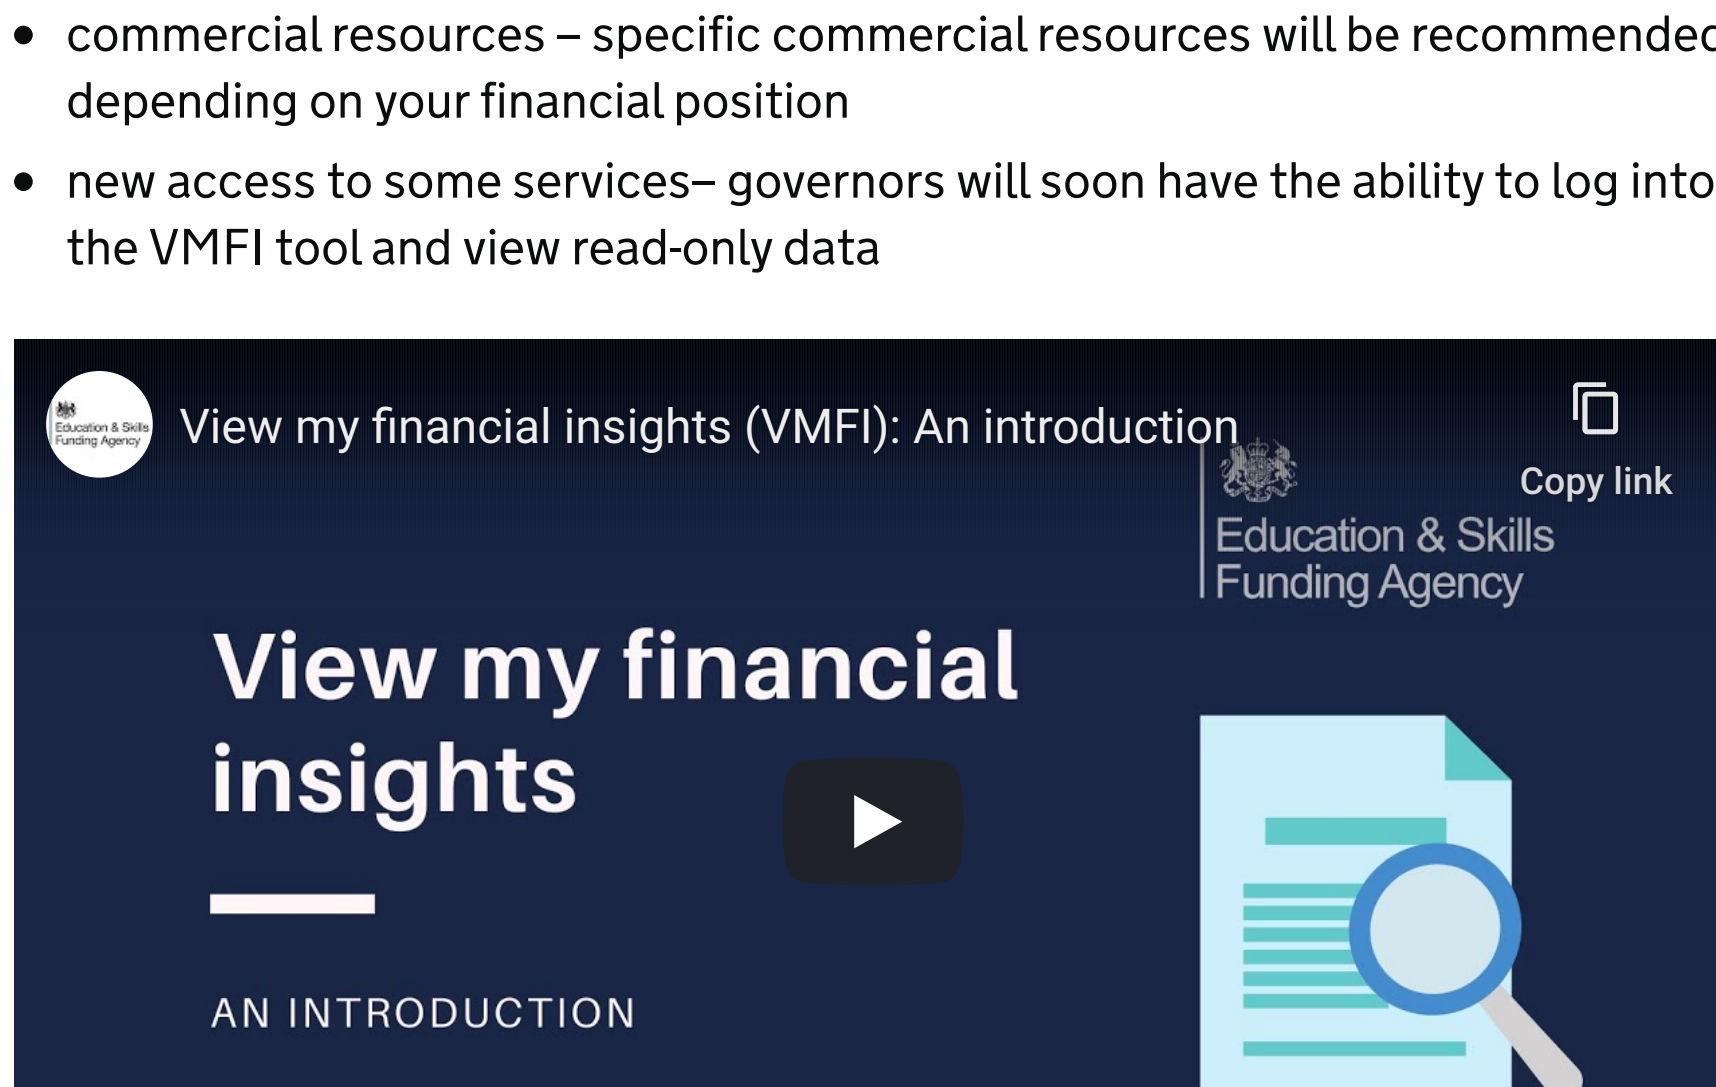 commercial resources – specific commercial resources will be recommended
depending on your financial position
new access to some services– governors will soon have the ability to log into
the VMFI tool and view read-only data
Education & Skills
Funding Agency
View my financial insights (VMFI): An introduction
Copy link
Education & Skills
Funding Agency
View my financial
insights
AN INTRODUCTION